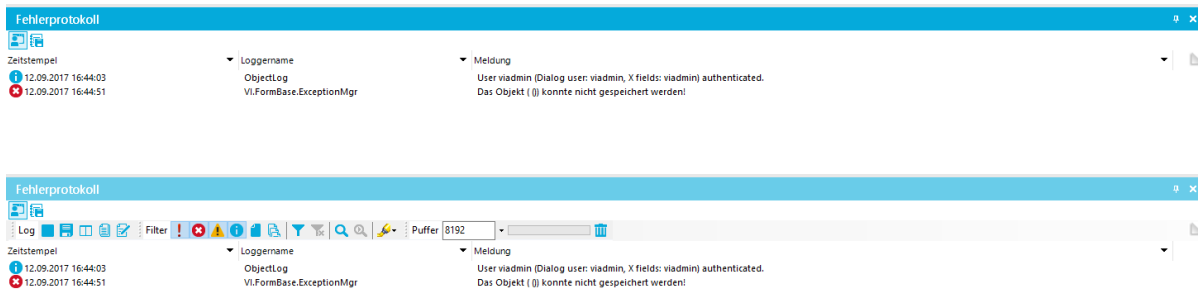 Fehlerprotokoll
Zeitstempel Loggername Meldung
12.09.2017 16:44:03 ObjectLog User viadmin (Dialog user: viadmin, X fields: viadmin) authenticated.
12.09.2017 16:44:51 VI.FormBase.ExceptionMgr Das Objekt ( ()) konnte nicht gespeichert werden!
Fehlerprotokoll
Log Filter Puffer 8192
Zeitstempel Loggername Meldung
12.09.2017 16:44:03 ObjectLog User viadmin (Dialog user: viadmin, X fields: viadmin) authenticated.
12.09.2017 16:44:51 VI.FormBase.ExceptionMgr Das Objekt ( ()) konnte nicht gespeichert werden!